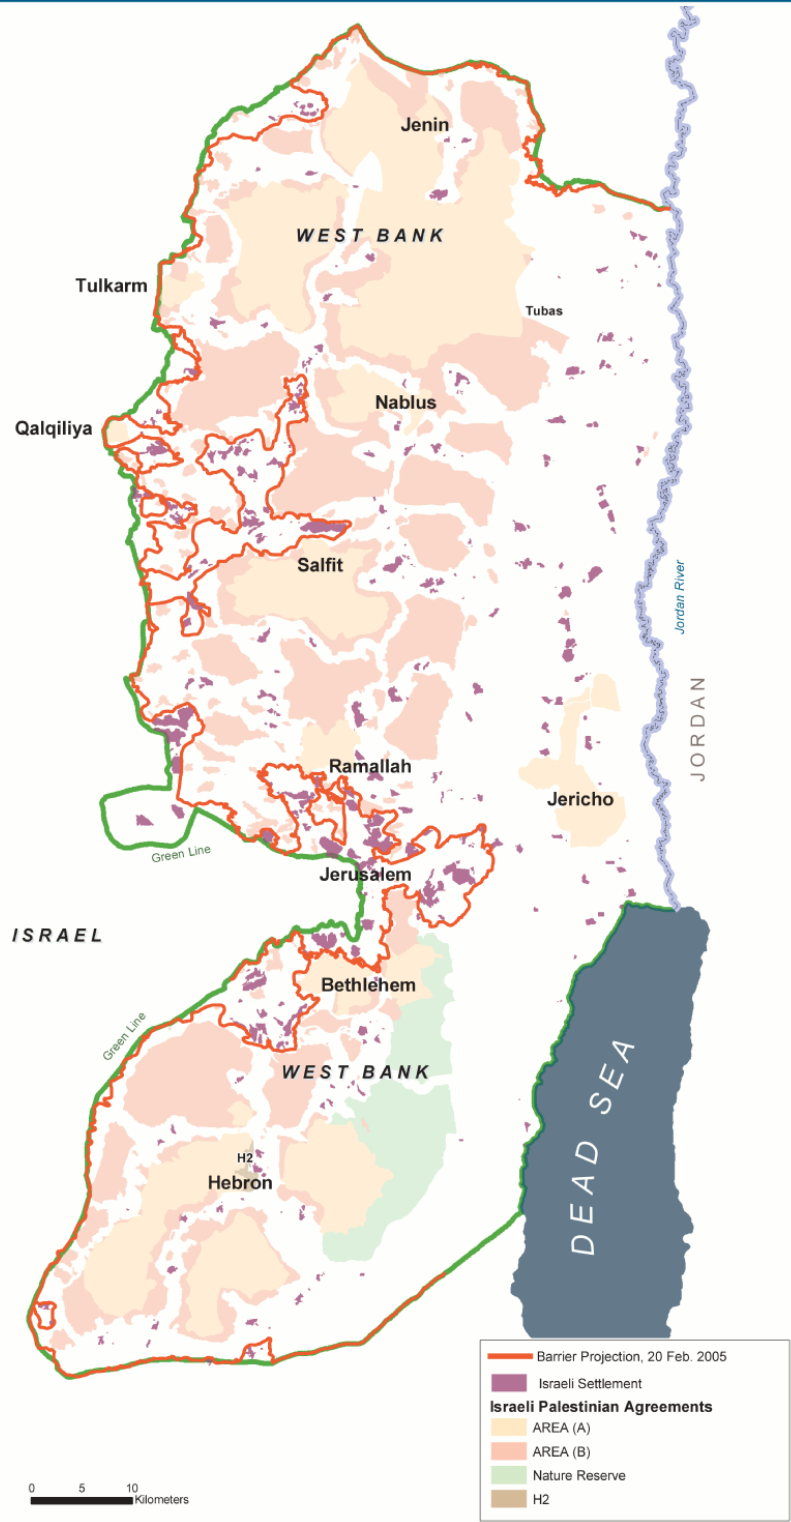 Jenin
WEST BANK
Tulkarm
Tubas
Nablus
Qalqiliya
Salfit
Jordan River
JORDAN
Ramallah
Jericho
Green Line
Jerusalem
ISRAEL
Bethlehem
Green Line
WEST BANK
DEAD SEA
H2
Hebron
Barrier Projection, 20 Feb. 2005
Israeli Settlement
Israeli Palestinian Agreements
AREA (A)
AREA (B)
Nature Reserve
H2
0 5 10
Kilometers